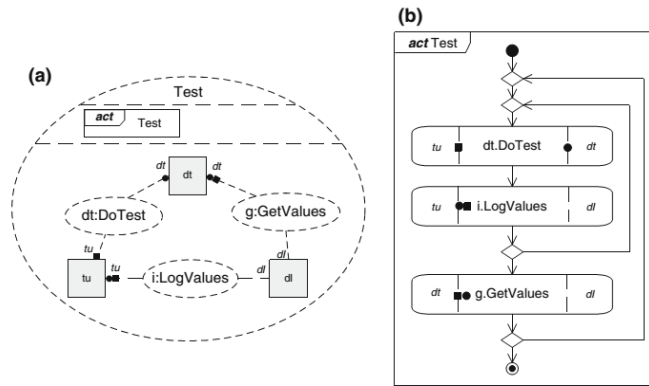 (a)
Test
act
Test
dt
dt
dt
dt:DoTest
g:GetValues
tu
tu
dl
tu
i:LogValues
dl
dl
(b)
act Test
tu
dt.DoTest
dt
tu
i.LogValues
dl
dt
g.GetValues
dl